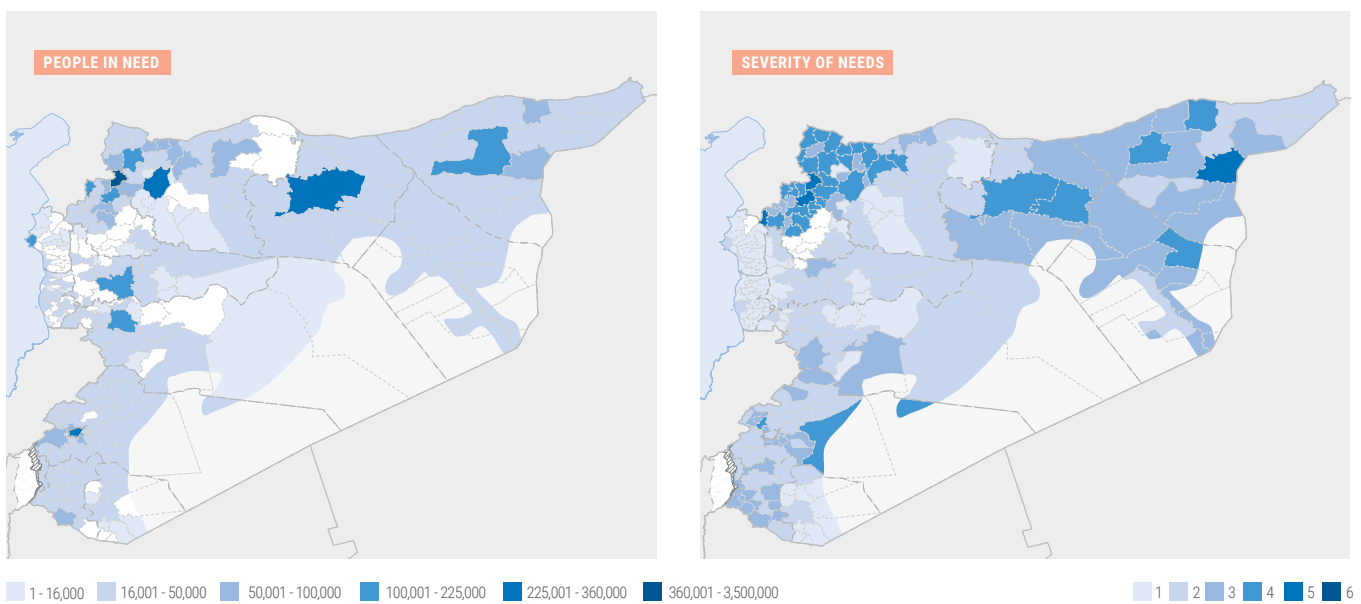 PEOPLE IN NEED
SEVERITY OF NEEDS
1 - 16,000 16,001 - 50,000 50,001 - 100,000 100,001 - 225,000 225,001 - 360,000 360,001 - 3,500,000
1 2 3 4 5 6